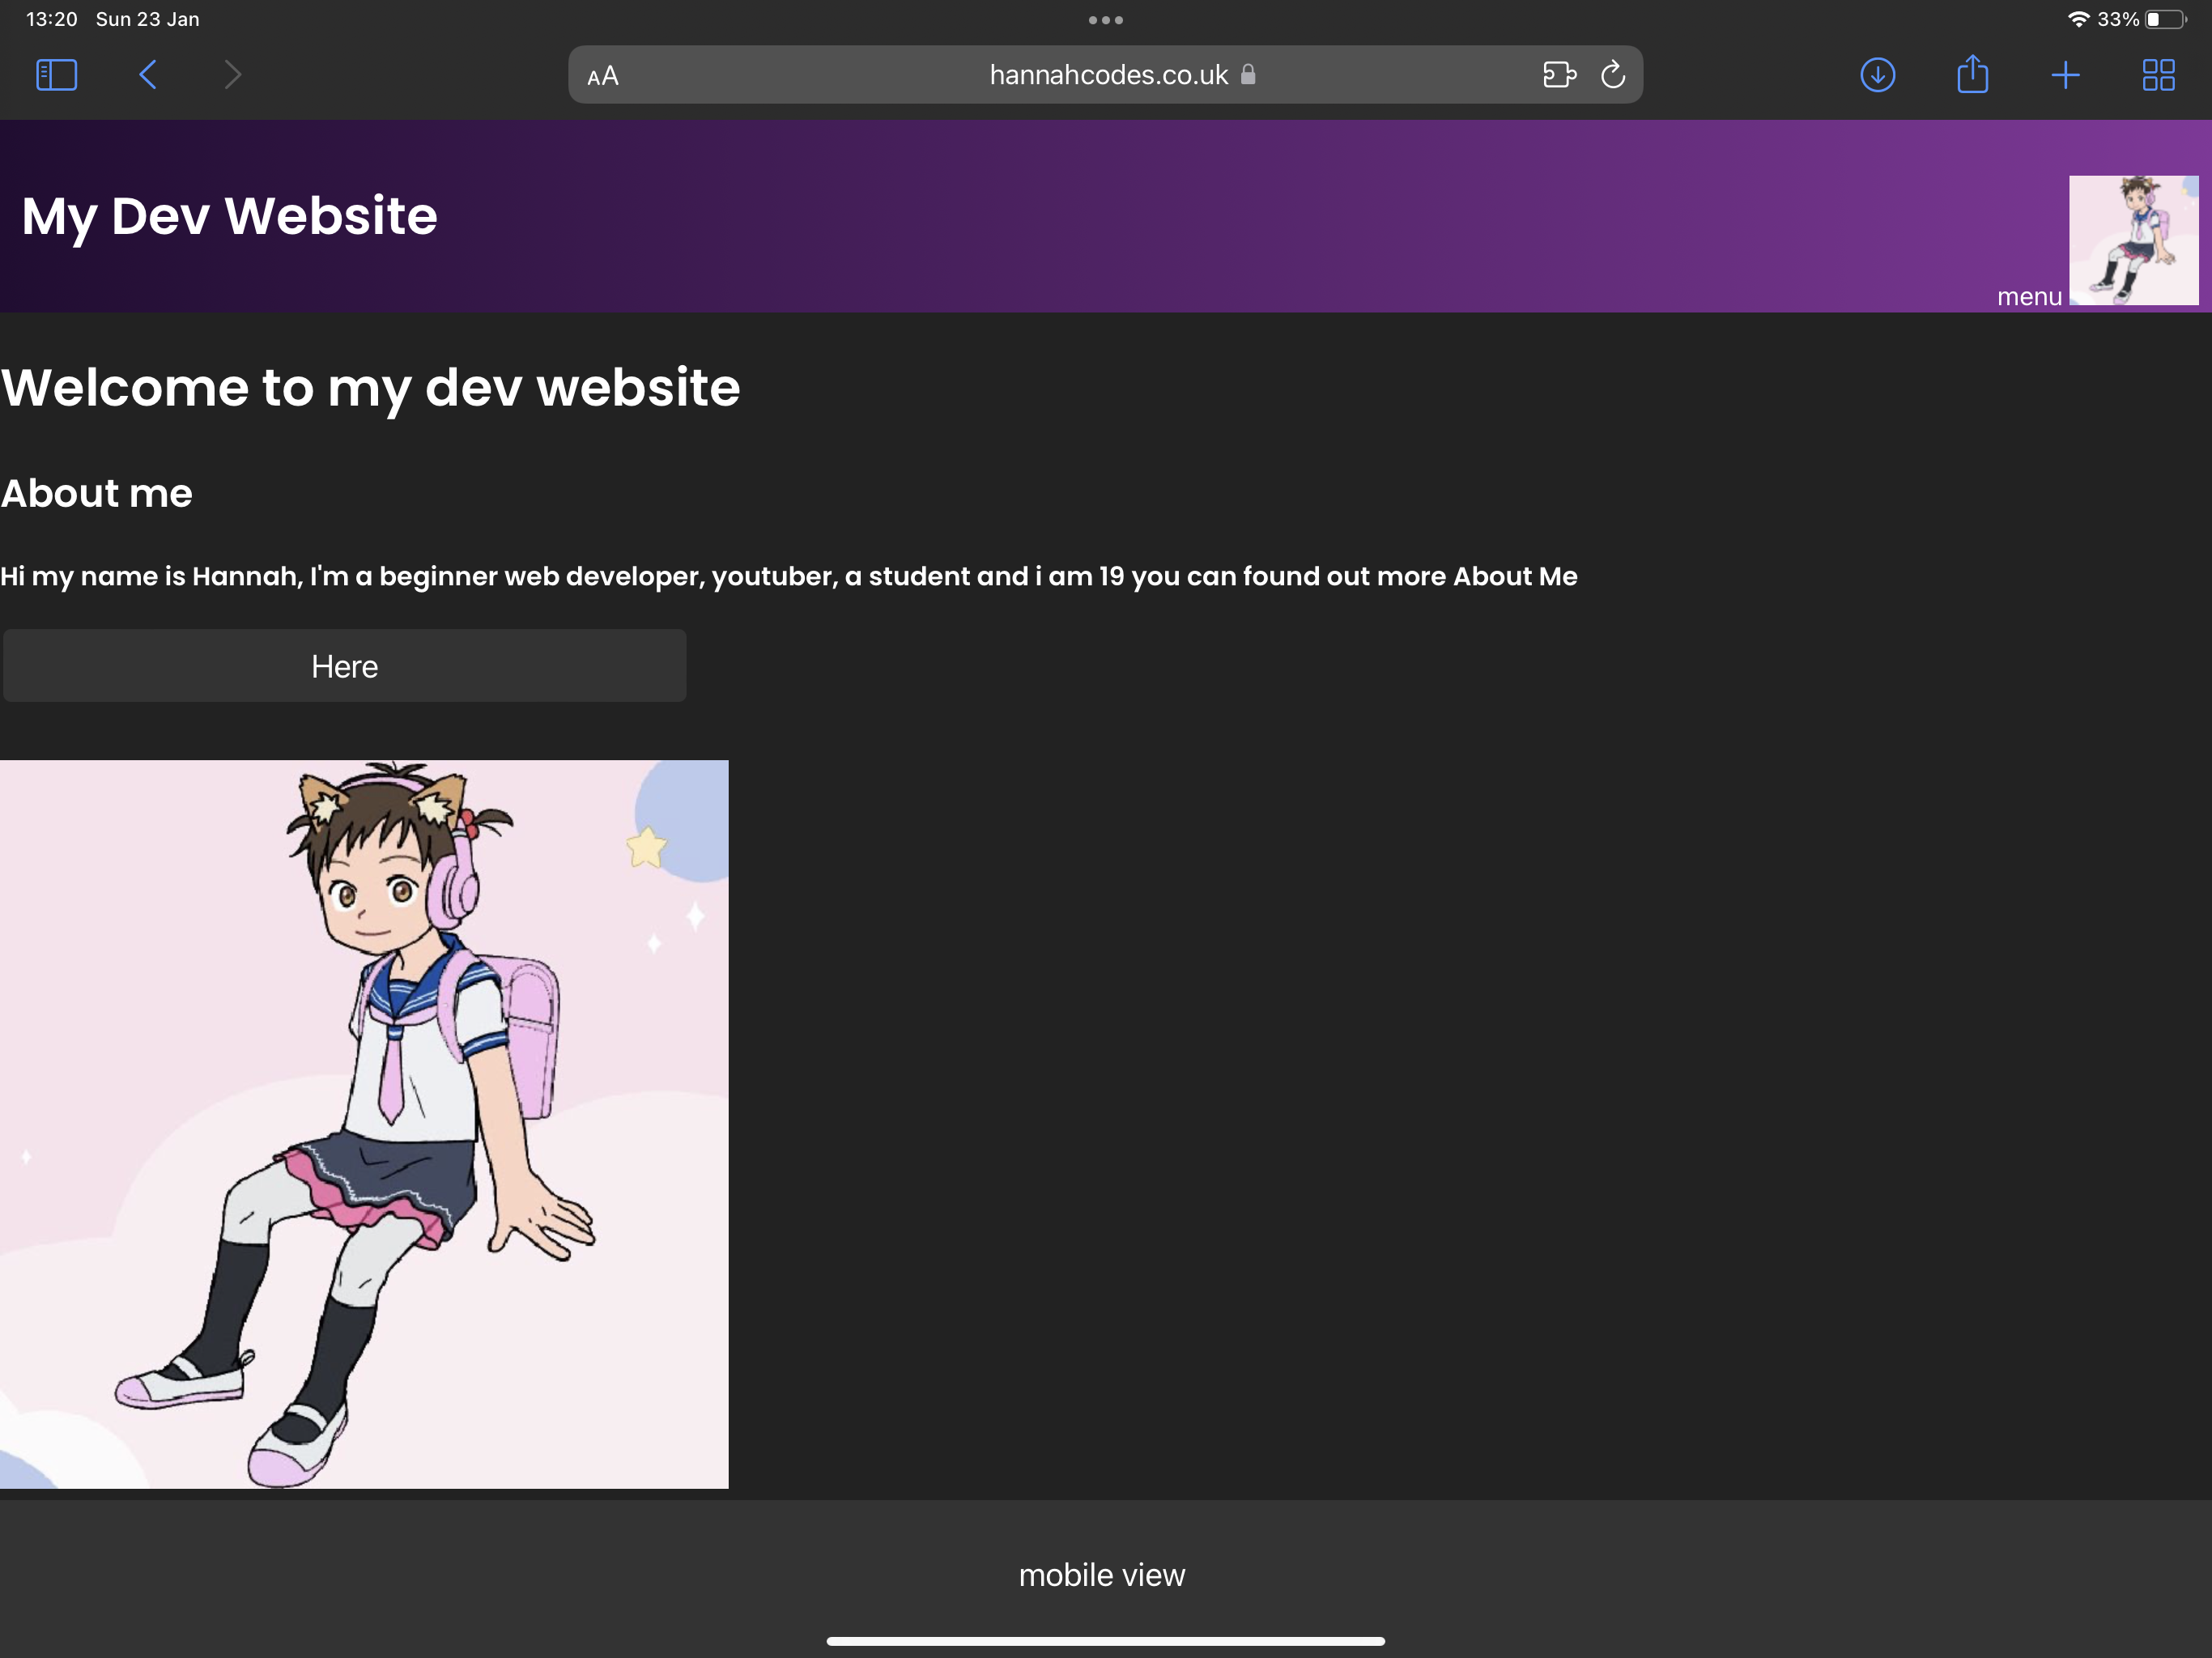 13:20 Sun 23 Jan
33%
AA hannahcodes.co.uk
My Dev Website
menu
Welcome to my dev website
About me
Hi my name is Hannah, I'm a beginner web developer, youtuber, a student and i am 19 you can found out more About Me
Here
mobile view